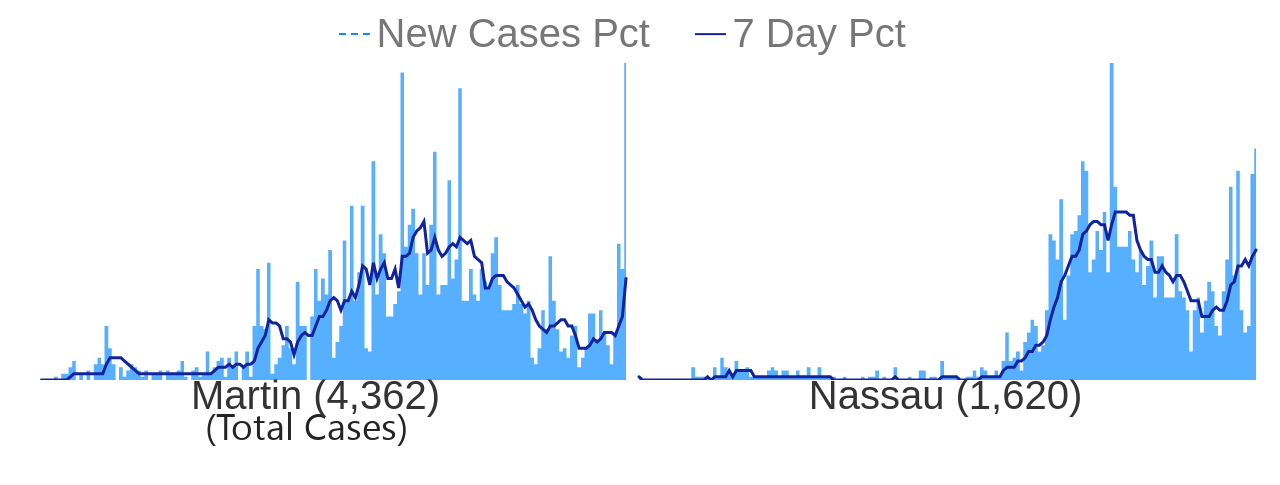 New Cases Pct 7 Day Pct
Martin (4,362) Nassau (1,620)
(Total Cases)